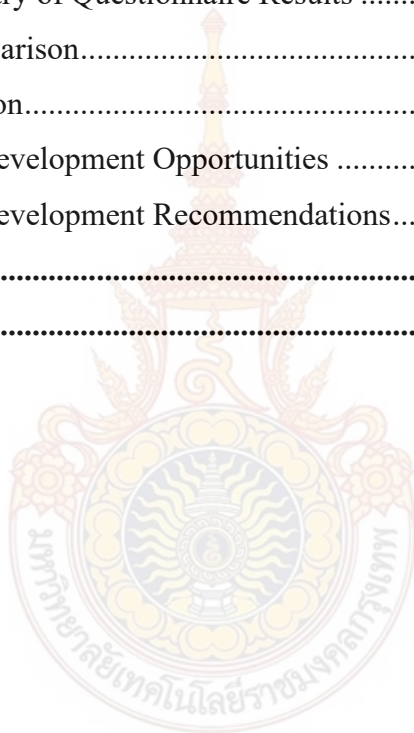 ry of Questionnaire Results ..........
arison..........................................
on.................................................
evelopment Opportunities ..........
evelopment Recommendations...
....................................................
....................................................
มหาวิทยาลัยเทคโนโลยีราชมงคลกรุงเทพ